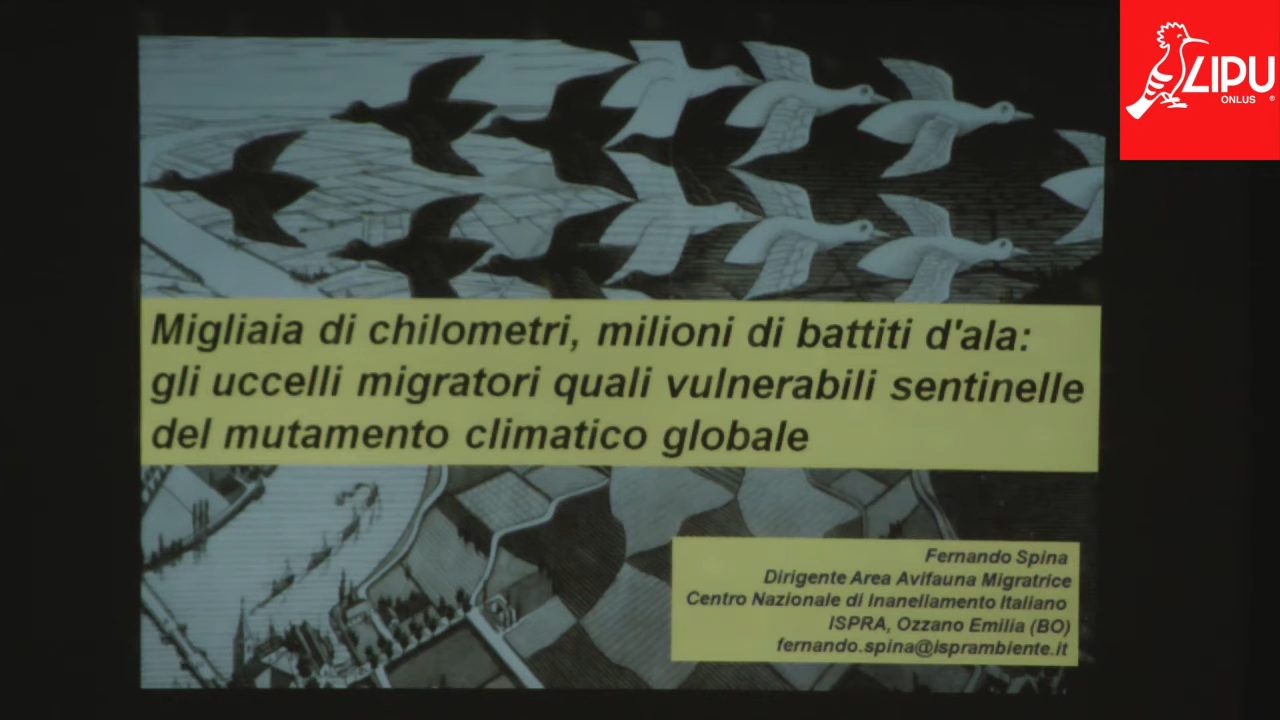 LIPU
ONLUS ®
Migliaia di chilometri, milioni di battiti d'ala:
gli uccelli migratori quali vulnerabili sentinelle
del mutamento climatico globale
Fernando Spina
Dirigente Area Avifauna Migratrice
Centro Nazionale di Inanellamento Italiano
ISPRA, Ozzano Emilia (BO)
fernando.spina@isprambiente.it